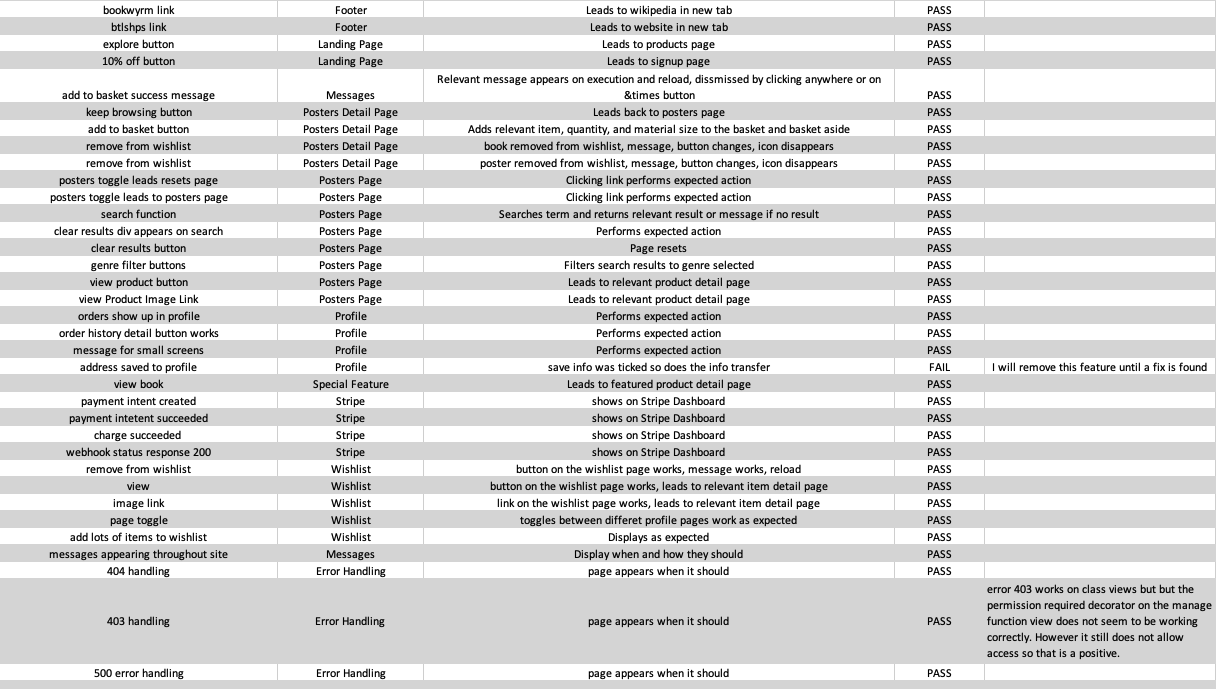 bookwyrm link Footer Leads to wikipedia in new tab PASS
btlshps link Footer Leads to website in new tab PASS
explore button Landing Page Leads to products page PASS
10% off button Landing Page Leads to signup page PASS
Relevant message appears on execution and reload, dissmissed by clicking anywhere or on
add to basket success message Messages &times button PASS
keep browsing button Posters Detail Page Leads back to posters page PASS
add to basket button Posters Detail Page Adds relevant item, quantity, and material size to the basket and basket aside PASS
remove from wishlist Posters Detail Page book removed from wishlist, message, button changes, icon disappears PASS
remove from wishlist Posters Detail Page poster removed from wishlist, message, button changes, icon disappears PASS
posters toggle leads resets page Posters Page Clicking link performs expected action PASS
posters toggle leads to posters page Posters Page Clicking link performs expected action PASS
search function Posters Page Searches term and returns relevant result or message if no result PASS
clear results div appears on search Posters Page Performs expected action PASS
clear results button Posters Page Page resets PASS
genre filter buttons Posters Page Filters search results to genre selected PASS
view product button Posters Page Leads to relevant product detail page PASS
view Product Image Link Posters Page Leads to relevant product detail page PASS
orders show up in profile Profile Performs expected action PASS
order history detail button works Profile Performs expected action PASS
message for small screens Profile Performs expected action PASS
address saved to profile Profile save info was ticked so does the info transfer FAIL I will remove this feature until a fix is found
view book Special Feature Leads to featured product detail page PASS
payment intent created Stripe shows on Stripe Dashboard PASS
payment intetent succeeded Stripe shows on Stripe Dashboard PASS
charge succeeded Stripe shows on Stripe Dashboard PASS
webhook status response 200 Stripe shows on Stripe Dashboard PASS
remove from wishlist Wishlist button on the wishlist page works, message works, reload PASS
view Wishlist button on the wishlist page works, leads to relevant item detail page PASS
image link Wishlist link on the wishlist page works, leads to relevant item detail page PASS
page toggle Wishlist toggles between differet profile pages work as expected PASS
add lots of items to wishlist Wishlist Displays as expected PASS
messages appearing throughout site Messages Display when and how they should PASS
404 handling Error Handling page appears when it should PASS
error 403 works on class views but but the
permission required decorator on the manage
403 handling Error Handling page appears when it should PASS function view does not seem to be working
correctly. However it still does not allow
access so that is a positive.
500 error handling Error Handling page appears when it should PASS